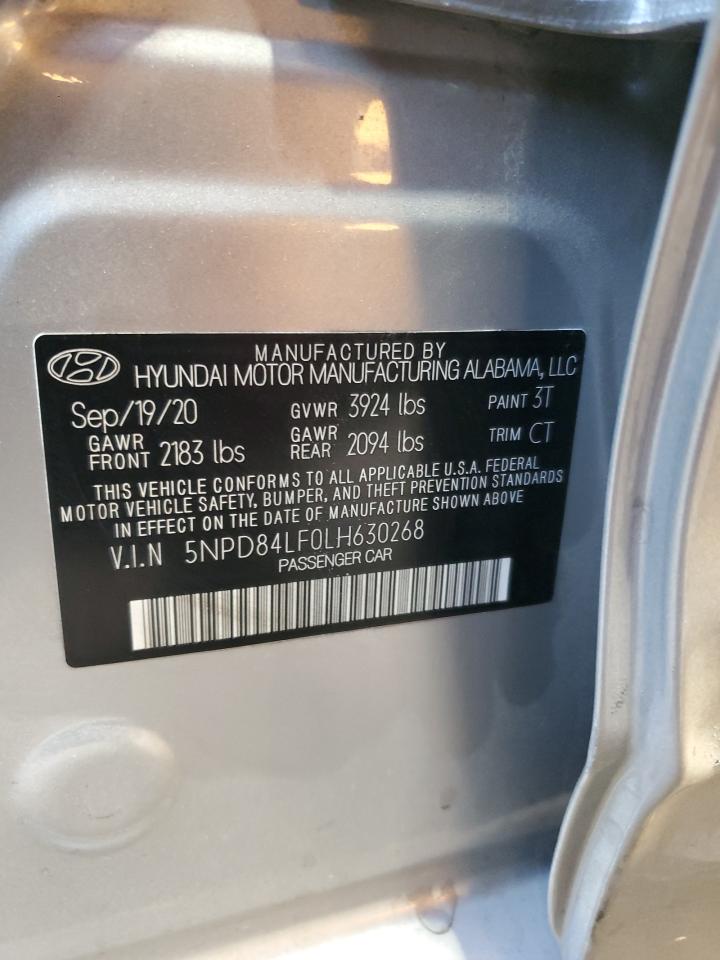 MANUFACTURED BY
HYUNDAI MOTOR MANUFACTURING ALABAMA, LLC
Sep/19/20 GVWR 3924 lbs PAINT 3T
GAWR FRONT 2183 lbs GAWR REAR 2094 lbs TRIM CT
THIS VEHICLE CONFORMS TO ALL APPLICABLE U.S.A. FEDERAL
MOTOR VEHICLE SAFETY, BUMPER, AND THEFT PREVENTION STANDARDS
IN EFFECT ON THE DATE OF MANUFACTURE SHOWN ABOVE
V.I.N 5NPD84LF0LH630268
PASSENGER CAR